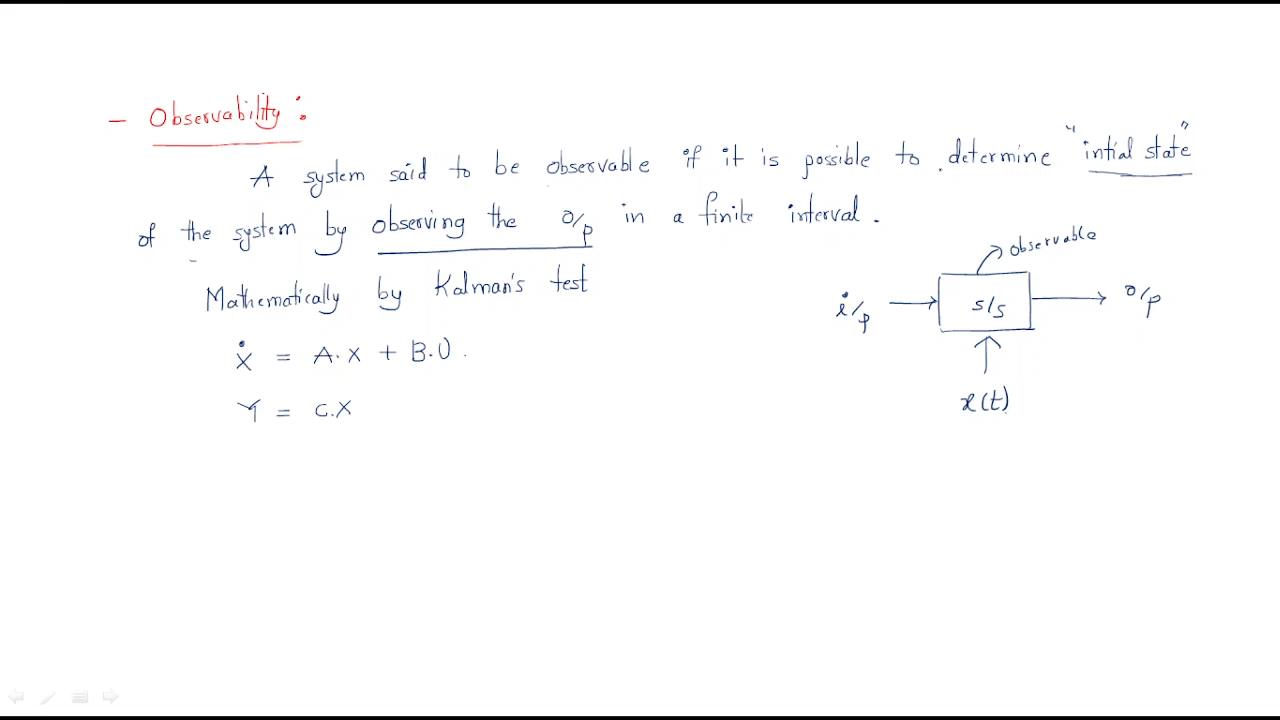 - Observability:
A system said to be observable if it is possible to determine "intial state"
of the system by observing the o/p in a finite interval.
Mathematically by Kalman's test
Ẋ = A.X + B.U.
Y = C.X
observable
i/p
S/S
o/p
x(t)